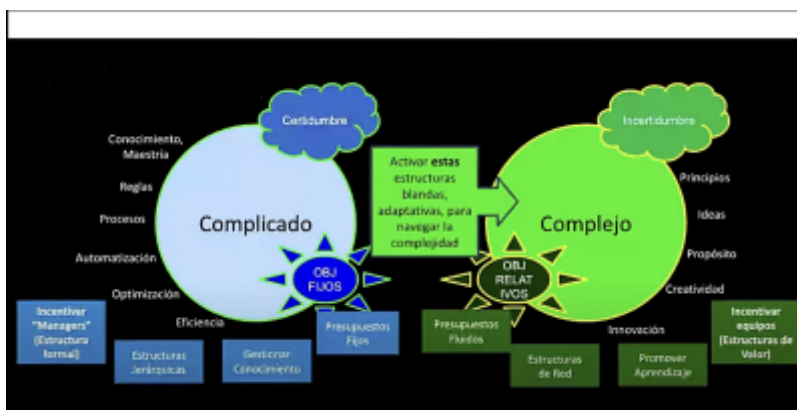 Certidumbre
Incertidumbre
Conocimiento,
Maestría
Reglas
Procesos
Automatización
Optimización
Eficiencia
Complicado
OBJ
FIJOS
Activar estas
estructuras
blandas,
adaptativas, para
navegar la
complejidad
Complejo
OBJ
RELAT
IVOS
Principios
Ideas
Propósito
Creatividad
Innovación
Incentivar
"Managers"
(Estructura
formal)
Estructuras
Jerárquicas
Gestionar
Conocimiento
Presupuestos
Fijos
Presupuestos
Fluidos
Estructuras
de Red
Promover
Aprendizaje
Incentivar
equipos
(Estructuras de
Valor)